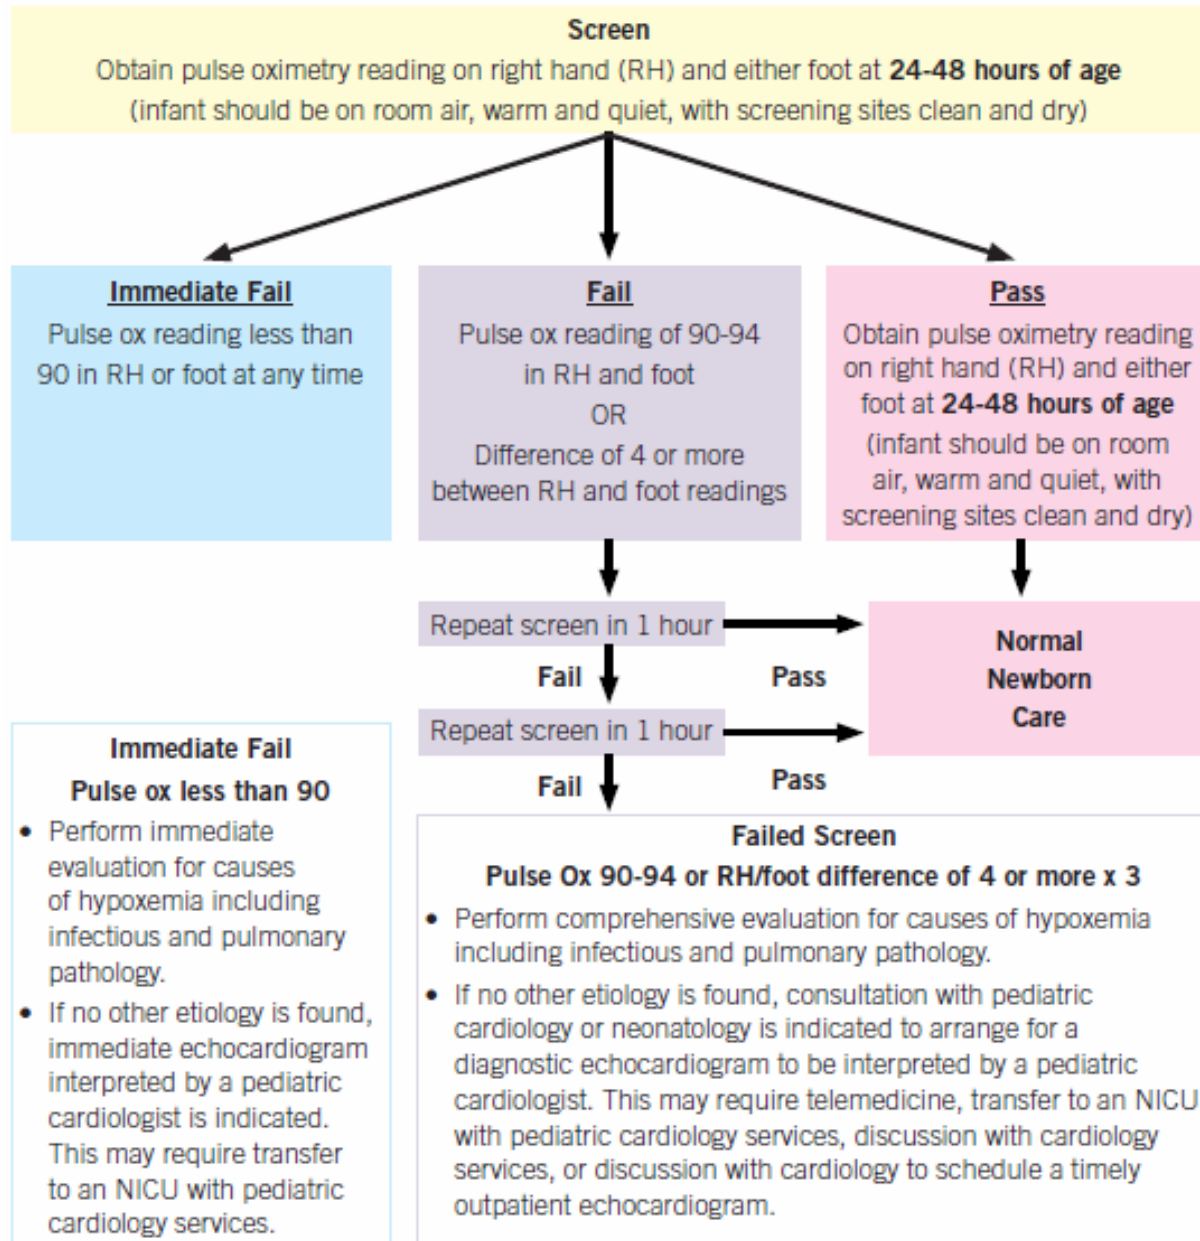 Screen
Obtain pulse oximetry reading on right hand (RH) and either foot at 24-48 hours of age
(infant should be on room air, warm and quiet, with screening sites clean and dry)
Immediate Fail
Pulse ox reading less than
90 in RH or foot at any time
Fail
Pulse ox reading of 90-94
in RH and foot
OR
Difference of 4 or more
between RH and foot readings
Pass
Obtain pulse oximetry reading
on right hand (RH) and either
foot at 24-48 hours of age
(infant should be on room
air, warm and quiet, with
screening sites clean and dry)
Repeat screen in 1 hour
Fail
Pass
Repeat screen in 1 hour
Fail
Pass
Normal
Newborn
Care
Immediate Fail
Pulse ox less than 90
• Perform immediate
evaluation for causes
of hypoxemia including
infectious and pulmonary
pathology.
• If no other etiology is found,
immediate echocardiogram
interpreted by a pediatric
cardiologist is indicated.
This may require transfer
to an NICU with pediatric
cardiology services.
Failed Screen
Pulse Ox 90-94 or RH/foot difference of 4 or more x 3
• Perform comprehensive evaluation for causes of hypoxemia
including infectious and pulmonary pathology.
• If no other etiology is found, consultation with pediatric
cardiology or neonatology is indicated to arrange for a
diagnostic echocardiogram to be interpreted by a pediatric
cardiologist. This may require telemedicine, transfer to an NICU
with pediatric cardiology services, discussion with cardiology
services, or discussion with cardiology to schedule a timely
outpatient echocardiogram.